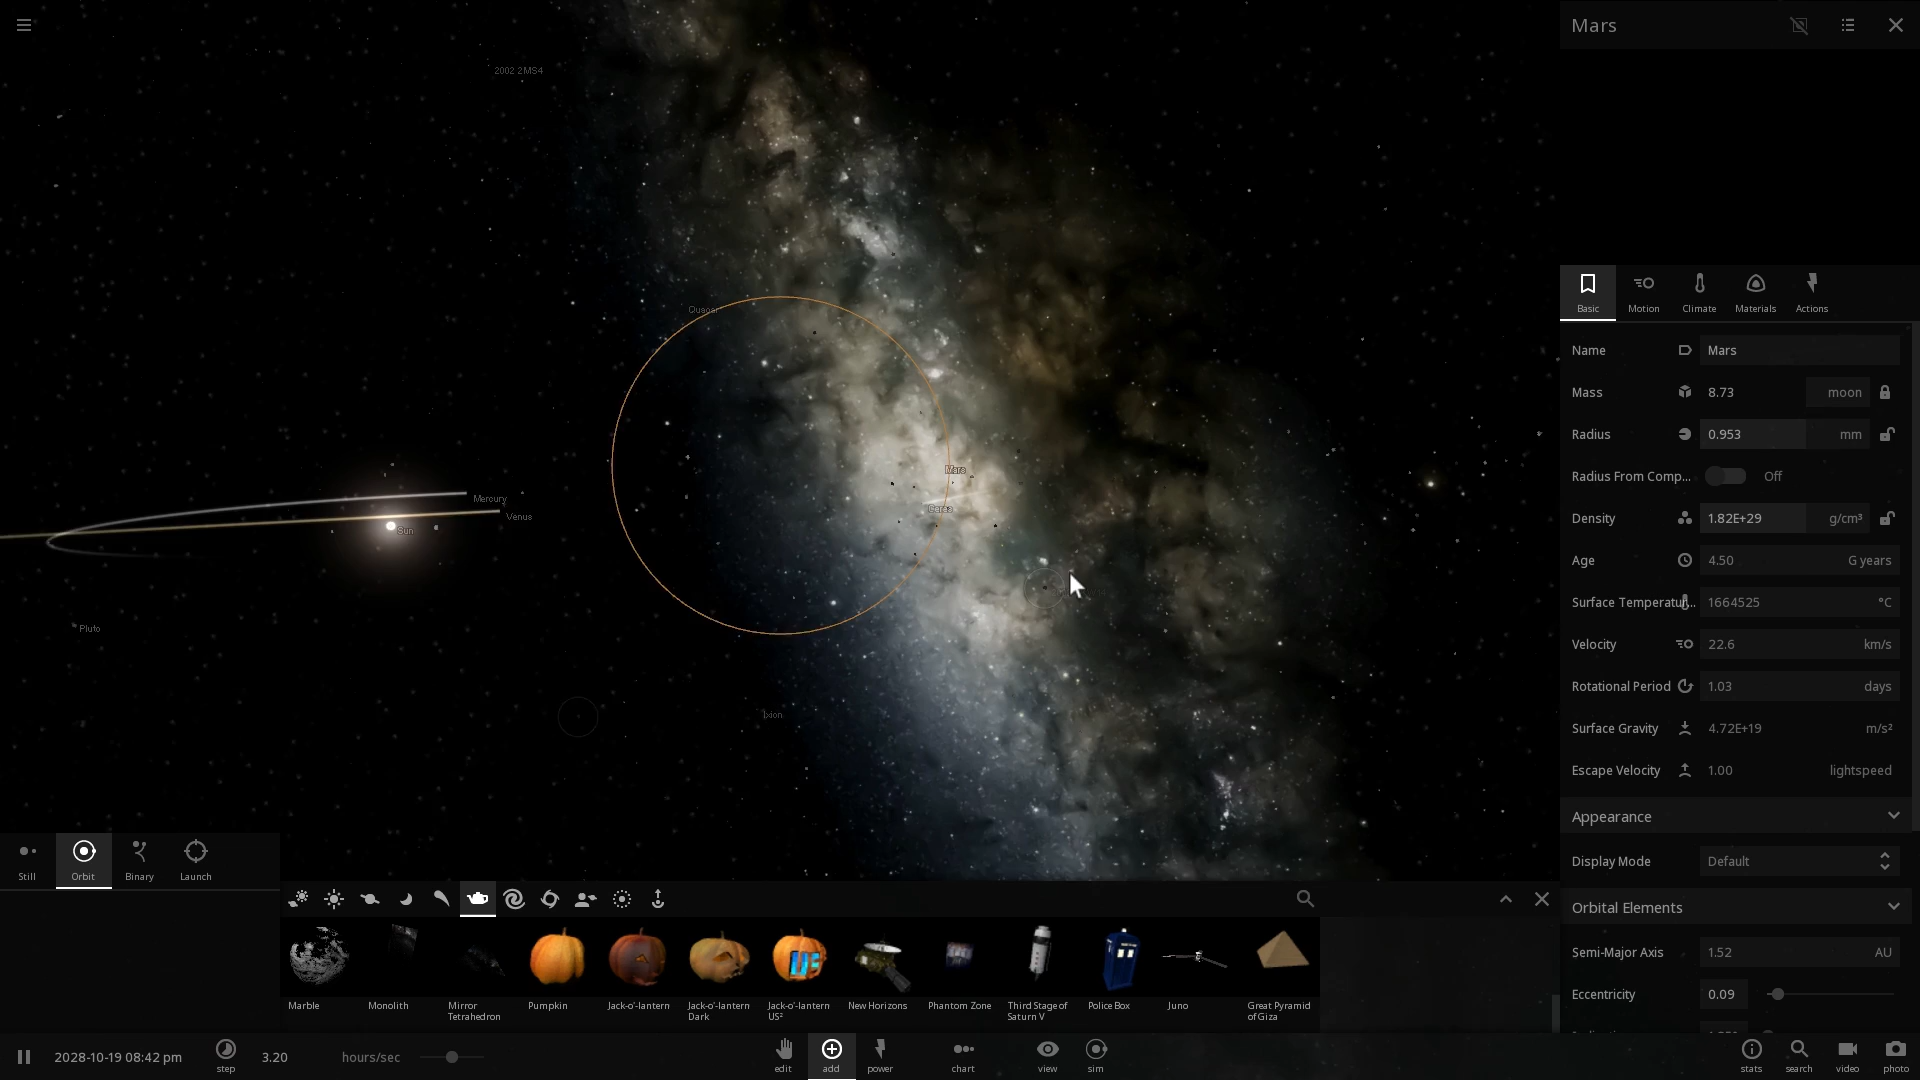 Mars
2002 2MS4
Quaoar
Mars
Ceres
Mercury
Venus
Sun
Pluto
Ixion
Basic
Motion
Climate
Materials
Actions
Name Mars
Mass 8.73 moon
Radius 0.953 mm
Radius From Comp... Off
Density 1.82E+29 g/cm³
Age 4.50 G years
Surface Temperatur... 1664525 °C
Velocity 22.6 km/s
Rotational Period 1.03 days
Surface Gravity 4.72E+19 m/s²
Escape Velocity 1.00 lightspeed
Appearance
Display Mode Default
Orbital Elements
Semi-Major Axis 1.52 AU
Eccentricity 0.09
Still
Orbit
Binary
Launch
Marble
Monolith
Mirror
Tetrahedron
Pumpkin
Jack-o'-lantern
Jack-o'-lantern
Dark
Jack-o'-lantern
US²
New Horizons
Phantom Zone
Third Stage of
Saturn V
Police Box
Juno
Great Pyramid
of Giza
2028-10-19 08:42 pm
step
3.20 hours/sec
edit
add
power
chart
view
sim
stats
search
video
photo